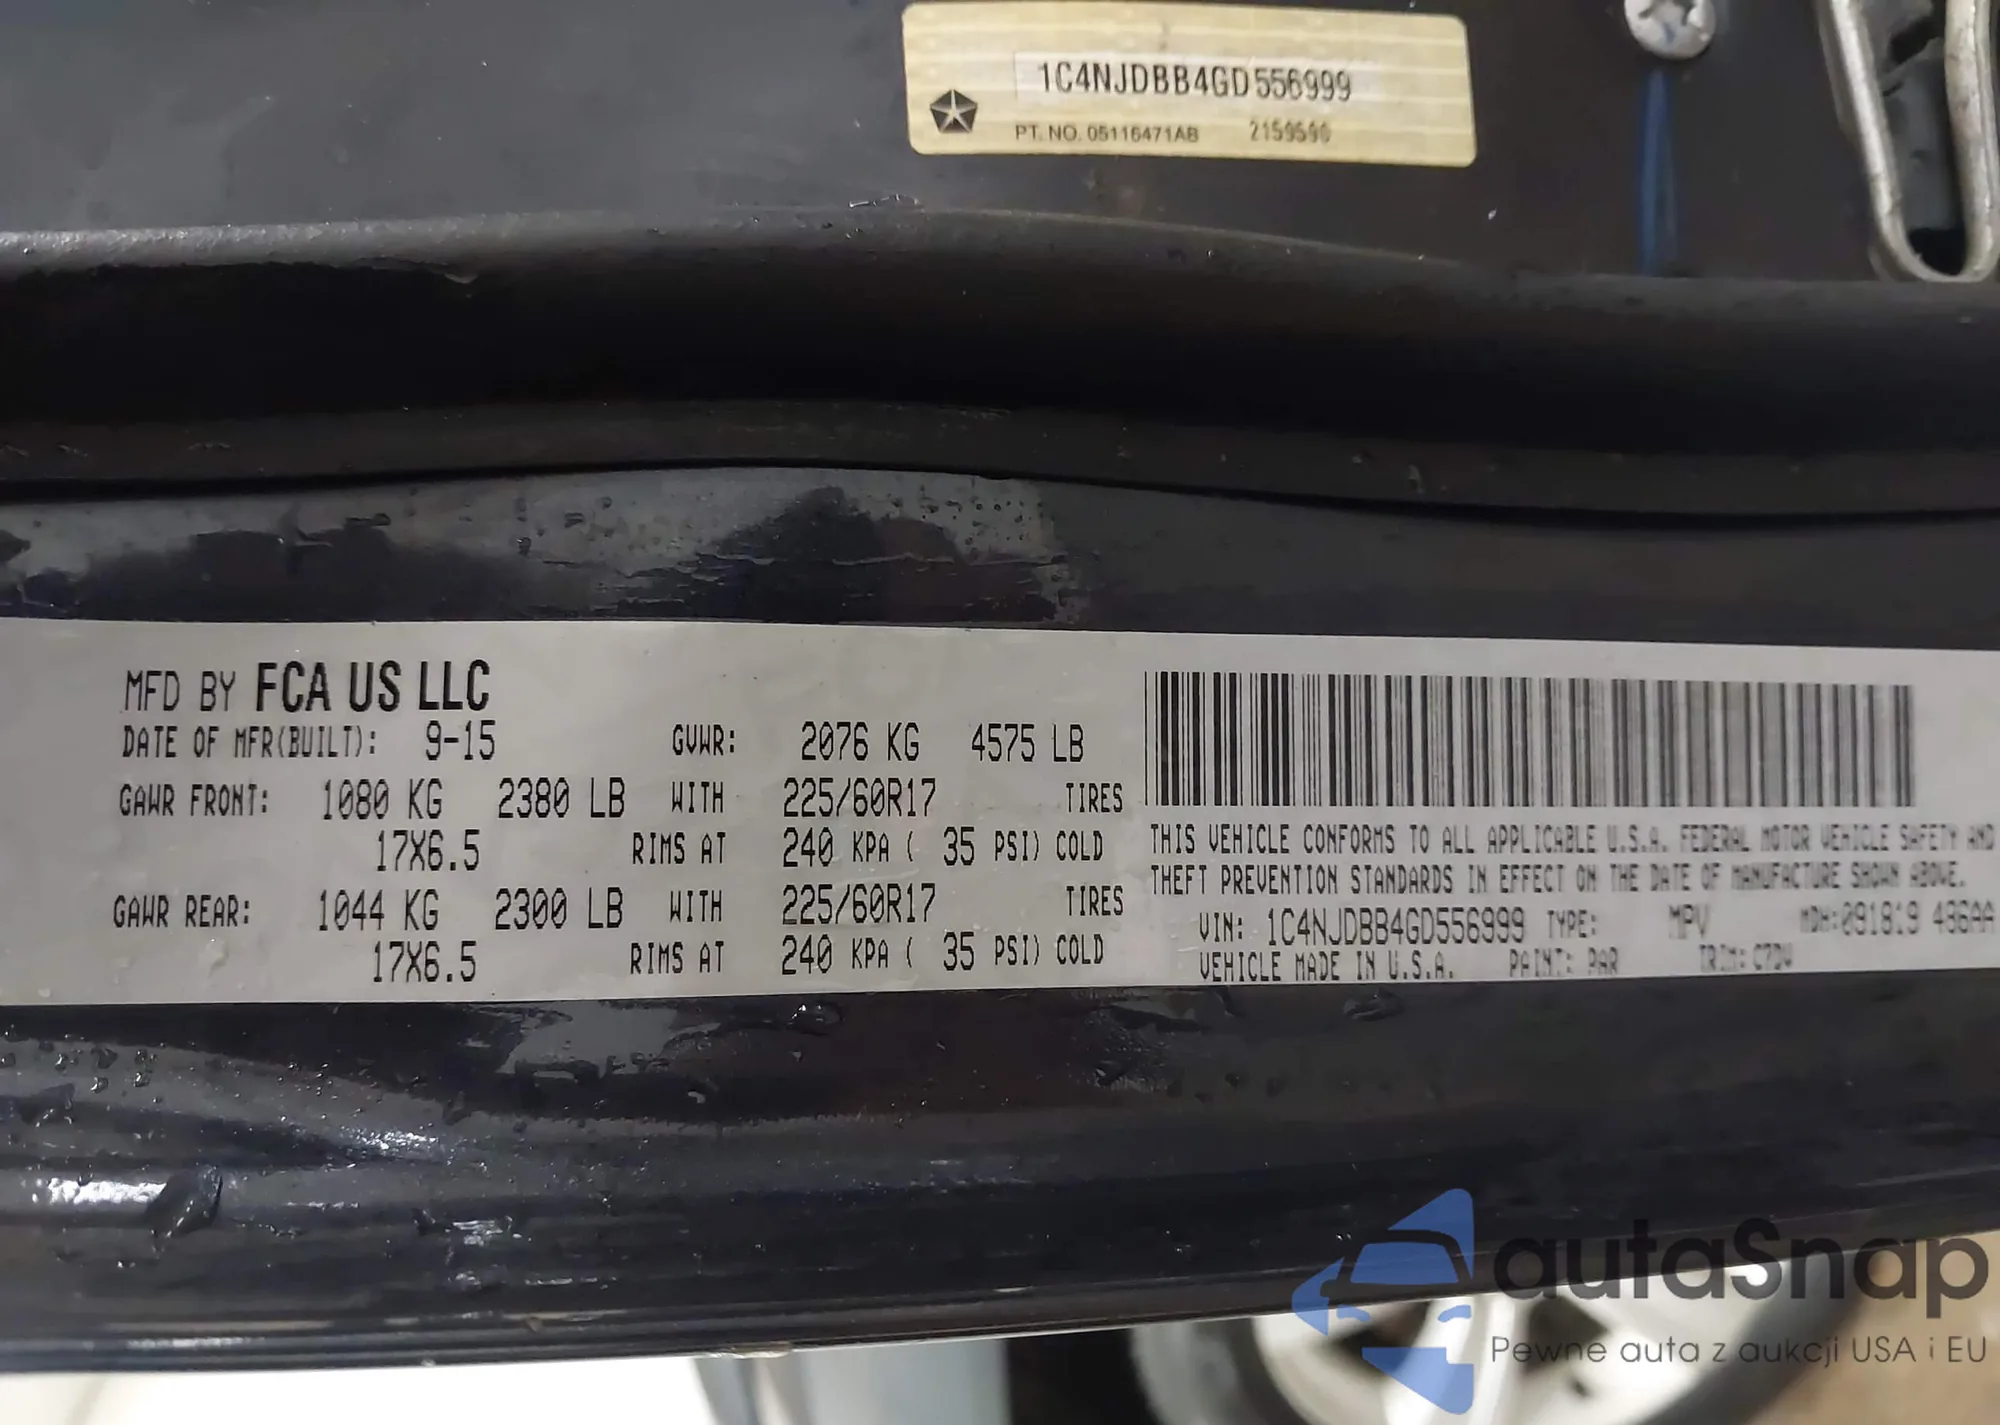 1C4NJDBB4GD556999
PT. NO. 05116471AB 2159590
MFD BY FCA US LLC
DATE OF MFR(BUILT): 9-15 GVWR: 2076 KG 4575 LB
GAWR FRONT: 1080 KG 2380 LB WITH 225/60R17 TIRES
17X6.5 RIMS AT 240 KPA ( 35 PSI) COLD
GAWR REAR: 1044 KG 2300 LB WITH 225/60R17 TIRES
17X6.5 RIMS AT 240 KPA ( 35 PSI) COLD
THIS VEHICLE CONFORMS TO ALL APPLICABLE U.S.A. FEDERAL MOTOR VEHICLE SAFETY AND
THEFT PREVENTION STANDARDS IN EFFECT ON THE DATE OF MANUFACTURE SHOWN ABOVE.
VIN: 1C4NJDBB4GD556999 TYPE: MPV MDH:091819 486AA
VEHICLE MADE IN U.S.A. PAINT: PAR TRIM:
autaSnap
Pewne auta z aukcji USA i EU